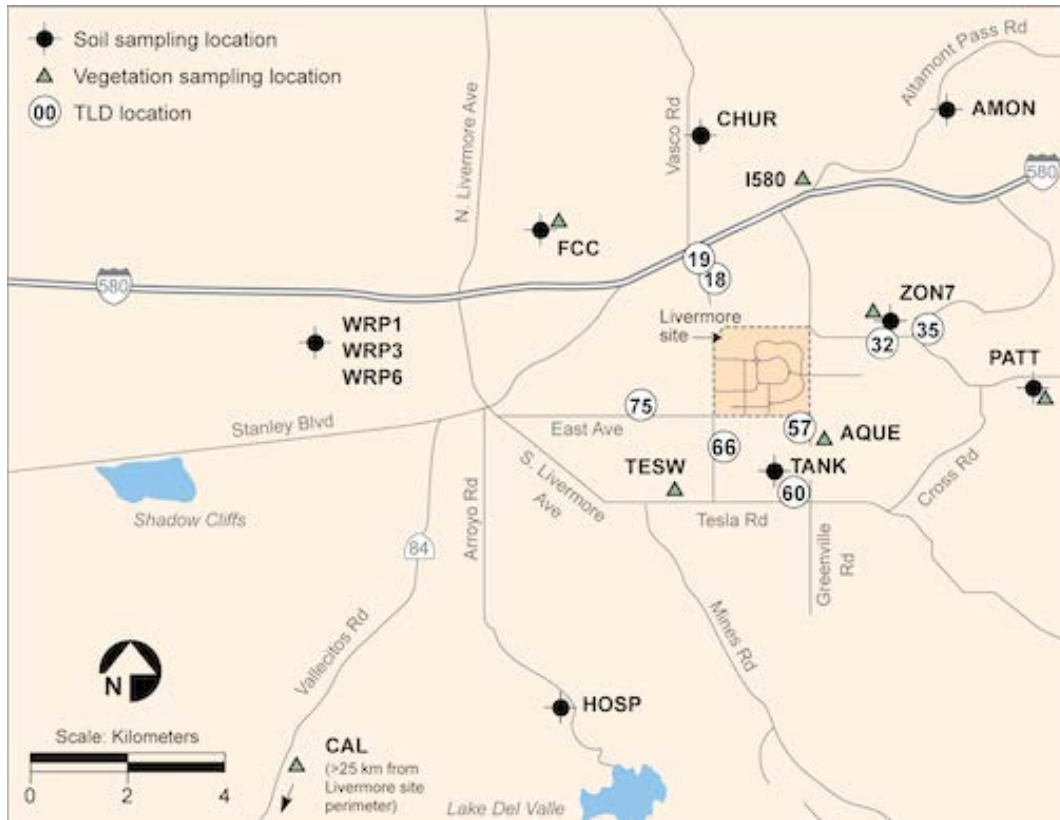 Soil sampling location
Vegetation sampling location
00 TLD location
Altamont Pass Rd
AMON
CHUR
Vasco Rd
N. Livermore Ave
I580
580
FCC
19
18
580
ZON7
35
32
Livermore
site
WRP1
WRP3
WRP6
PATT
75
East Ave
57
AQUE
66
Stanley Blvd
TESW
TANK
60
S. Livermore
Ave
Tesla Rd
Cross Rd
Shadow Cliffs
84
Arroyo Rd
Greenville
Rd
Mines Rd
Vallecitos Rd
N
HOSP
Scale: Kilometers
0 2 4
CAL
(>25 km from
Livermore site
perimeter)
Lake Del Valle